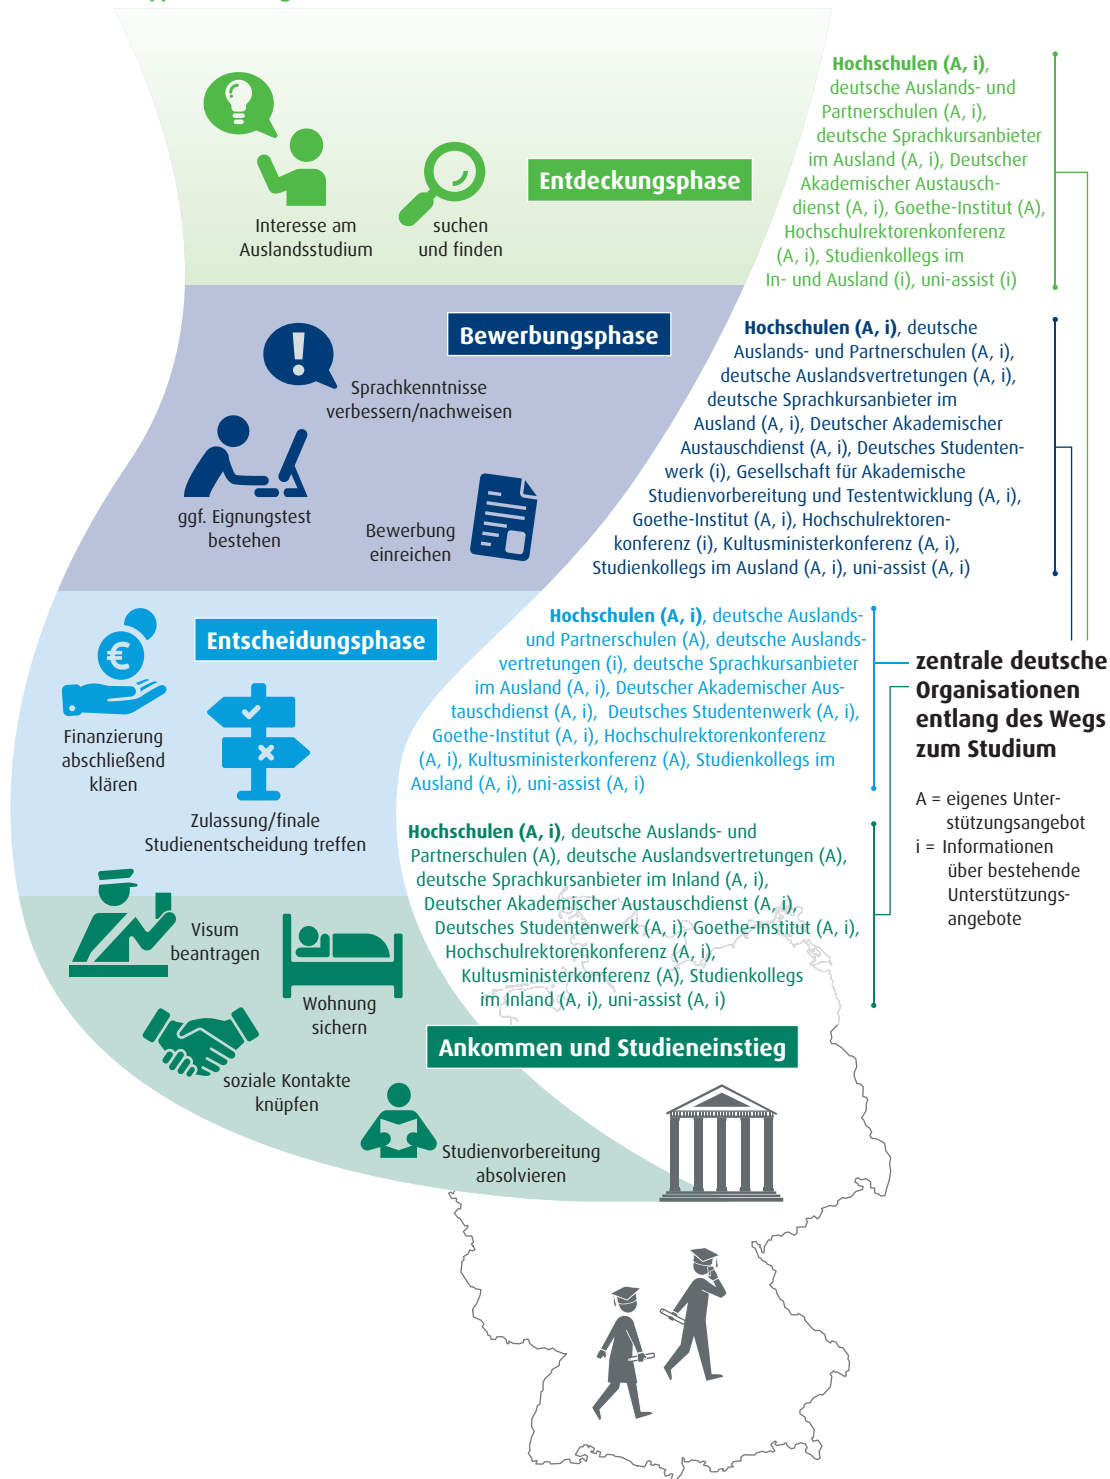 Interesse am
Auslandsstudium
suchen
und finden
Entdeckungsphase
Hochschulen (A, i),
deutsche Auslands- und
Partnerschulen (A, i),
deutsche Sprachkursanbieter
im Ausland (A, i), Deutscher
Akademischer Austausch-
dienst (A, i), Goethe-Institut (A),
Hochschulrektorenkonferenz
(A, i), Studienkollegs im
In- und Ausland (i), uni-assist (i)
Bewerbungsphase
Sprachkenntnisse
verbessern/nachweisen
ggf. Eignungstest
bestehen
Bewerbung
einreichen
Hochschulen (A, i), deutsche
Auslands- und Partnerschulen (A, i),
deutsche Auslandsvertretungen (A, i),
deutsche Sprachkursanbieter im
Ausland (A, i), Deutscher Akademischer
Austauschdienst (A, i), Deutsches Studenten-
werk (i), Gesellschaft für Akademische
Studienvorbereitung und Testentwicklung (A, i),
Goethe-Institut (A, i), Hochschulrektoren-
konferenz (i), Kultusministerkonferenz (A, i),
Studienkollegs im Ausland (A, i), uni-assist (A, i)
Entscheidungsphase
€
Finanzierung
abschließend
klären
Zulassung/finale
Studienentscheidung treffen
Hochschulen (A, i), deutsche Auslands-
und Partnerschulen (A), deutsche Auslands-
vertretungen (i), deutsche Sprachkursanbieter
im Ausland (A, i), Deutscher Akademischer Aus-
tauschdienst (A, i), Deutsches Studentenwerk (A, i),
Goethe-Institut (A, i), Hochschulrektorenkonferenz
(A, i), Kultusministerkonferenz (A), Studienkollegs im
Ausland (A, i), uni-assist (A, i)
zentrale deutsche
Organisationen
entlang des Wegs
zum Studium
A = eigenes Unter-
stützungsangebot
i = Informationen
über bestehende
Unterstützungs-
angebote
Hochschulen (A, i), deutsche Auslands- und
Partnerschulen (A), deutsche Auslandsvertretungen (A),
deutsche Sprachkursanbieter im Inland (A, i),
Deutscher Akademischer Austauschdienst (A, i),
Deutsches Studentenwerk (A, i), Goethe-Institut (A, i),
Hochschulrektorenkonferenz (A, i),
Kultusministerkonferenz (A), Studienkollegs
im Inland (A, i), uni-assist (A, i)
Visum
beantragen
Wohnung
sichern
Ankommen und Studieneinstieg
soziale Kontakte
knüpfen
Studienvorbereitung
absolvieren